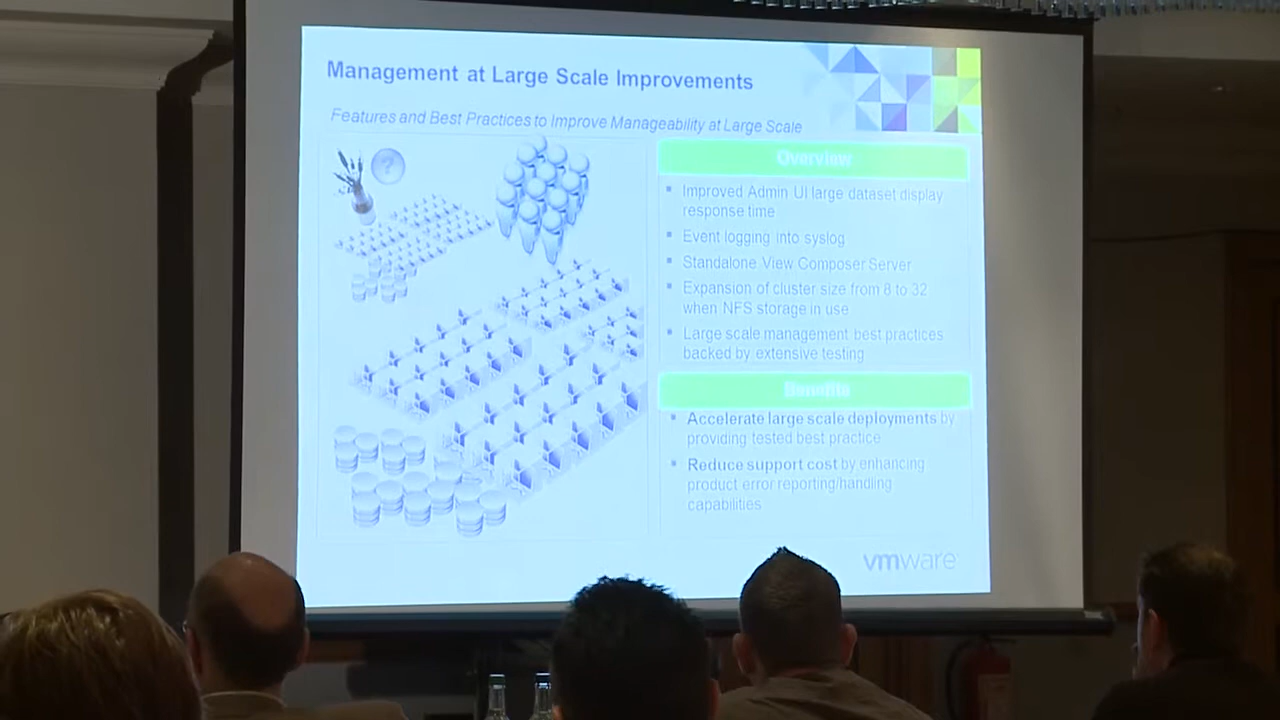 Management at Large Scale Improvements
Features and Best Practices to Improve Manageability at Large Scale
?
Overview
Improved Admin UI large dataset display
response time
Event logging into syslog
Standalone View Composer Server
Expansion of cluster size from 8 to 32
when NFS storage in use
Large scale management best practices
backed by extensive testing
Benefits
Accelerate large scale deployments by
providing tested best practice
Reduce support cost by enhancing
product error reporting/handling
capabilities
vmware